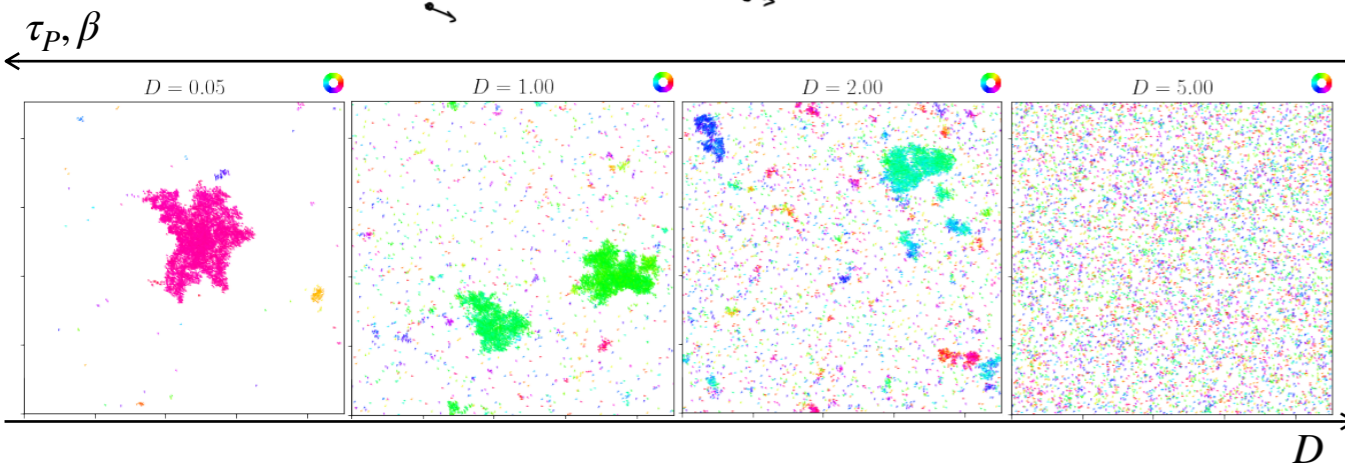 τ_P, β
D = 0.05
D = 1.00
D = 2.00
D = 5.00
D